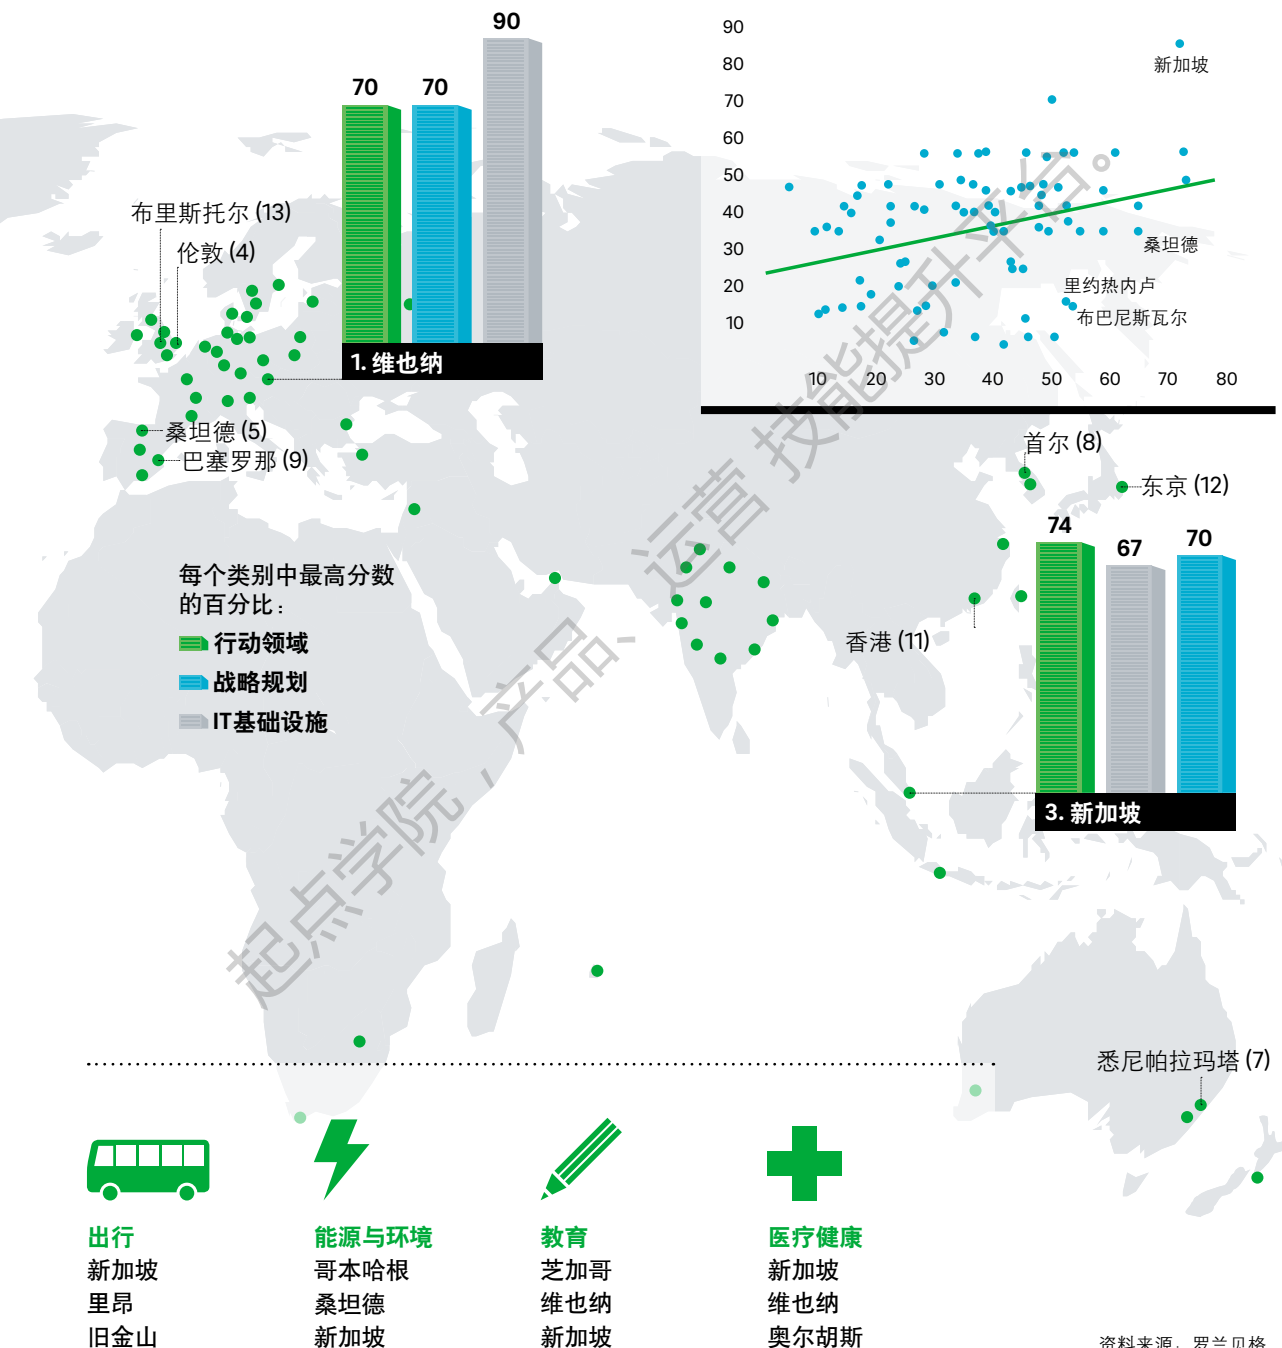 90
70
70
1. 维也纳
90
80
70
60
50
40
30
20
10
10 20 30 40 50 60 70 80
新加坡
桑坦德
里约热内卢
布巴尼斯瓦尔
布里斯托尔 (13)
伦敦 (4)
桑坦德 (5)
巴塞罗那 (9)
首尔 (8)
东京 (12)
香港 (11)
74
67
70
3. 新加坡
每个类别中最高分数
的百分比：
行动领域
战略规划
IT基础设施
悉尼帕拉玛塔 (7)
起点学院，产品、运营 技能提升平台。
出行
新加坡
里昂
旧金山
能源与环境
哥本哈根
桑坦德
新加坡
教育
芝加哥
维也纳
新加坡
医疗健康
新加坡
维也纳
奥尔胡斯
资料来源：罗兰贝格